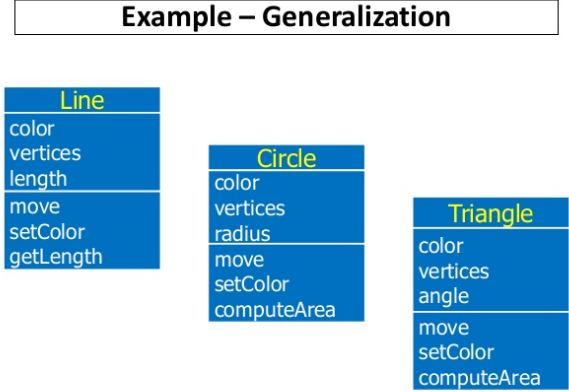 Example – Generalization
Line
color
vertices
length
move
setColor
getLength
Circle
color
vertices
radius
move
setColor
computeArea
Triangle
color
vertices
angle
move
setColor
computeArea